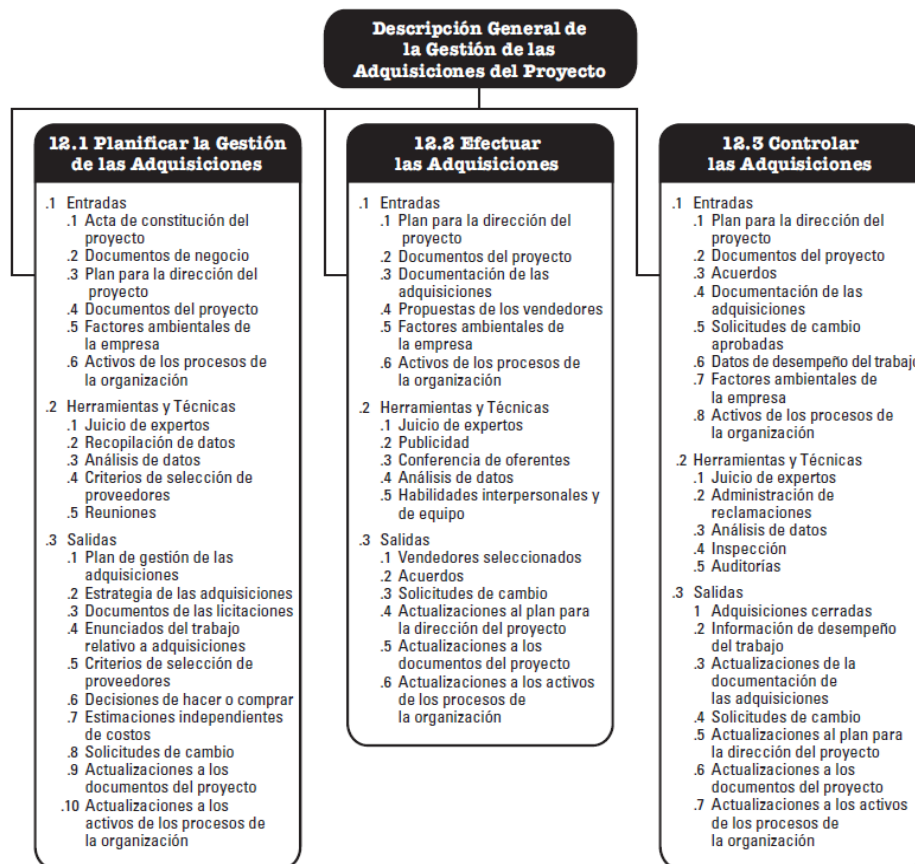 Descripción General de
la Gestión de las
Adquisiciones del Proyecto
12.1 Planificar la Gestión
de las Adquisiciones
.1 Entradas
.1 Acta de constitución del
proyecto
.2 Documentos de negocio
.3 Plan para la dirección del
proyecto
.4 Documentos del proyecto
.5 Factores ambientales de
la empresa
.6 Activos de los procesos de
la organización
.2 Herramientas y Técnicas
.1 Juicio de expertos
.2 Recopilación de datos
.3 Análisis de datos
.4 Criterios de selección de
proveedores
.5 Reuniones
.3 Salidas
.1 Plan de gestión de las
adquisiciones
.2 Estrategia de las adquisiciones
.3 Documentos de las licitaciones
.4 Enunciados del trabajo
relativo a adquisiciones
.5 Criterios de selección de
proveedores
.6 Decisiones de hacer o comprar
.7 Estimaciones independientes
de costos
.8 Solicitudes de cambio
.9 Actualizaciones a los
documentos del proyecto
.10 Actualizaciones a los
activos de los procesos de
la organización
12.2 Efectuar
las Adquisiciones
.1 Entradas
.1 Plan para la dirección del
proyecto
.2 Documentos del proyecto
.3 Documentación de las
adquisiciones
.4 Propuestas de los vendedores
.5 Factores ambientales de
la empresa
.6 Activos de los procesos de
la organización
.2 Herramientas y Técnicas
.1 Juicio de expertos
.2 Publicidad
.3 Conferencia de oferentes
.4 Análisis de datos
.5 Habilidades interpersonales y
de equipo
.3 Salidas
.1 Vendedores seleccionados
.2 Acuerdos
.3 Solicitudes de cambio
.4 Actualizaciones al plan para
la dirección del proyecto
.5 Actualizaciones a los
documentos del proyecto
.6 Actualizaciones a los activos
de los procesos de
la organización
12.3 Controlar
las Adquisiciones
.1 Entradas
.1 Plan para la dirección del
proyecto
.2 Documentos del proyecto
.3 Acuerdos
.4 Documentación de las
adquisiciones
.5 Solicitudes de cambio
aprobadas
.6 Datos de desempeño del trabajo
.7 Factores ambientales de
la empresa
.8 Activos de los procesos de
la organización
.2 Herramientas y Técnicas
.1 Juicio de expertos
.2 Administración de
reclamaciones
.3 Análisis de datos
.4 Inspección
.5 Auditorías
.3 Salidas
1 Adquisiciones cerradas
.2 Información de desempeño
del trabajo
.3 Actualizaciones de la
documentación de
las adquisiciones
.4 Solicitudes de cambio
.5 Actualizaciones al plan para
la dirección del proyecto
.6 Actualizaciones a los
documentos del proyecto
.7 Actualizaciones a los activos
de los procesos de
la organización